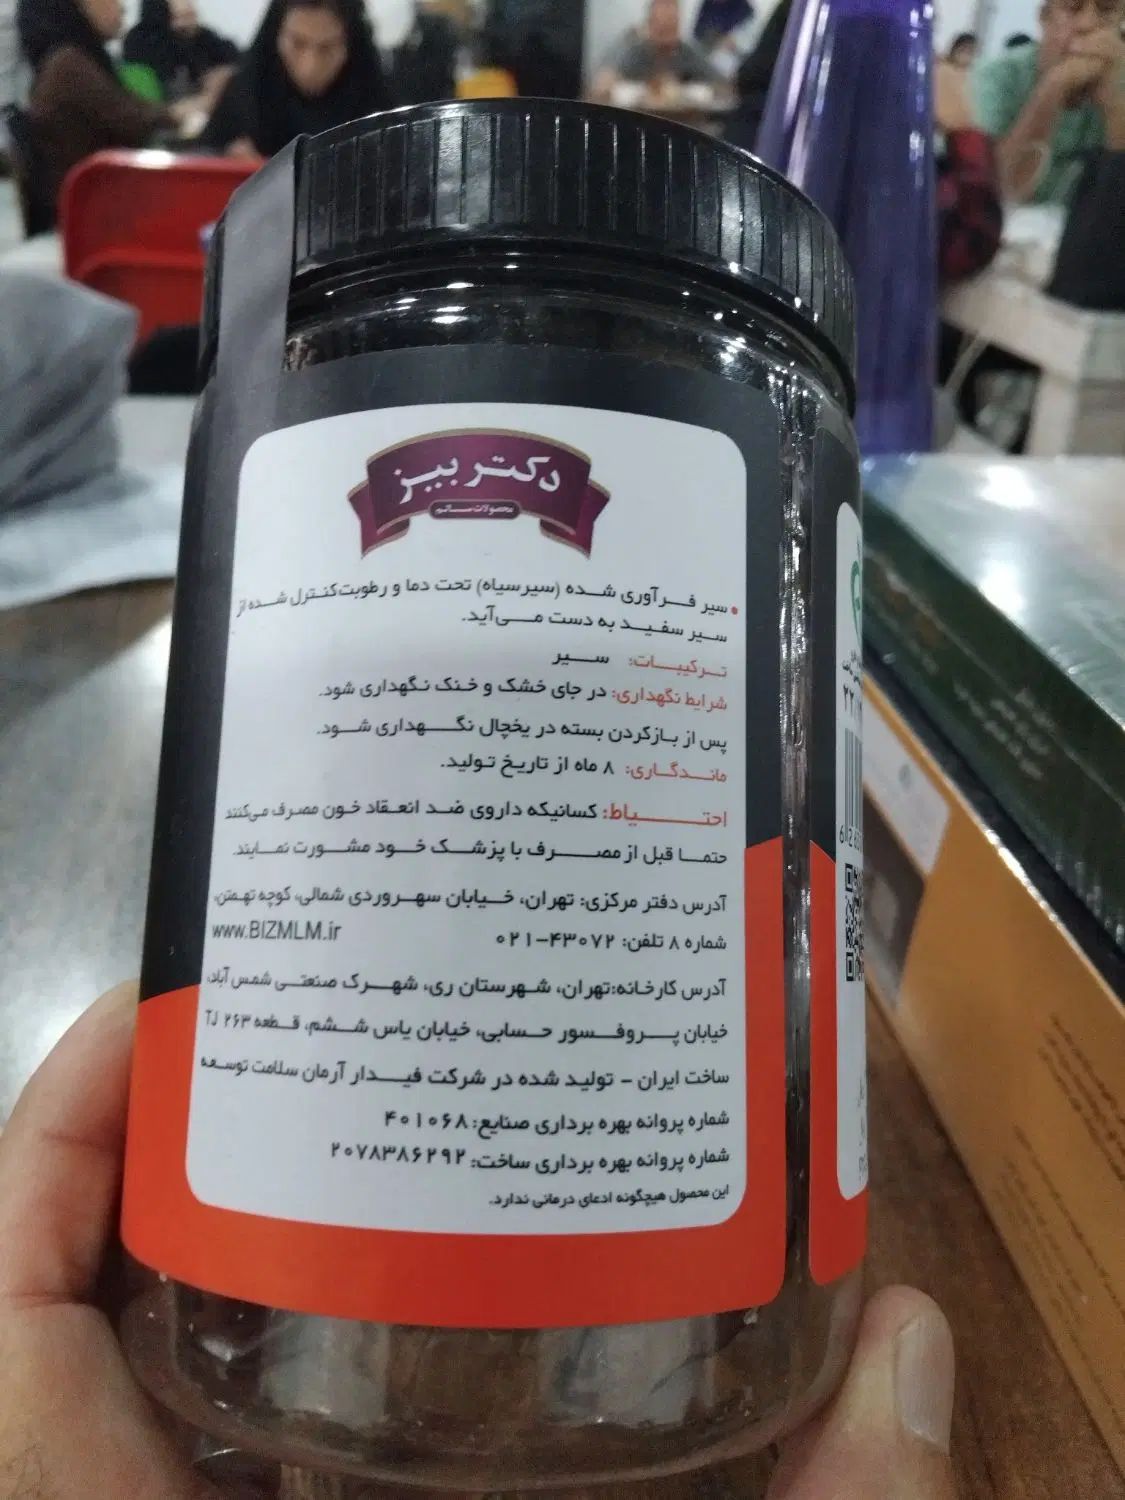 دکتر بیز
محصولات سالم
• سیر فرآوری شده (سیرسیاه) تحت دما و رطوبت کنترل شده از
سیر سفید به دست می‌آید.
ترکیبات: سیر
شرایط نگهداری: در جای خشک و خنک نگهداری شود.
پس از بازکردن بسته در یخچال نگهداری شود.
ماندگاری: ۸ ماه از تاریخ تولید.
احتیاط: کسانیکه داروی ضد انعقاد خون مصرف می‌کنند
حتما قبل از مصرف با پزشک خود مشورت نمایند.
آدرس دفتر مرکزی: تهران، خیابان سهروردی شمالی، کوچه تهمتن،
شماره ۸ تلفن: ۰۲۱-۴۳۰۷۲ www.BIZMLM.ir
آدرس کارخانه:تهران، شهرستان ری، شهرک صنعتی شمس آباد،
خیابان پروفسور حسابی، خیابان یاس ششم، قطعه TJ ۲۶۳
ساخت ایران - تولید شده در شرکت فیدار آرمان سلامت توسعه
شماره پروانه بهره برداری صنایع: ۴۰۱۰۶۸
شماره پروانه بهره برداری ساخت: ۲۰۷۸۳۸۶۲۹۲
این محصول هیچگونه ادعای درمانی ندارد.